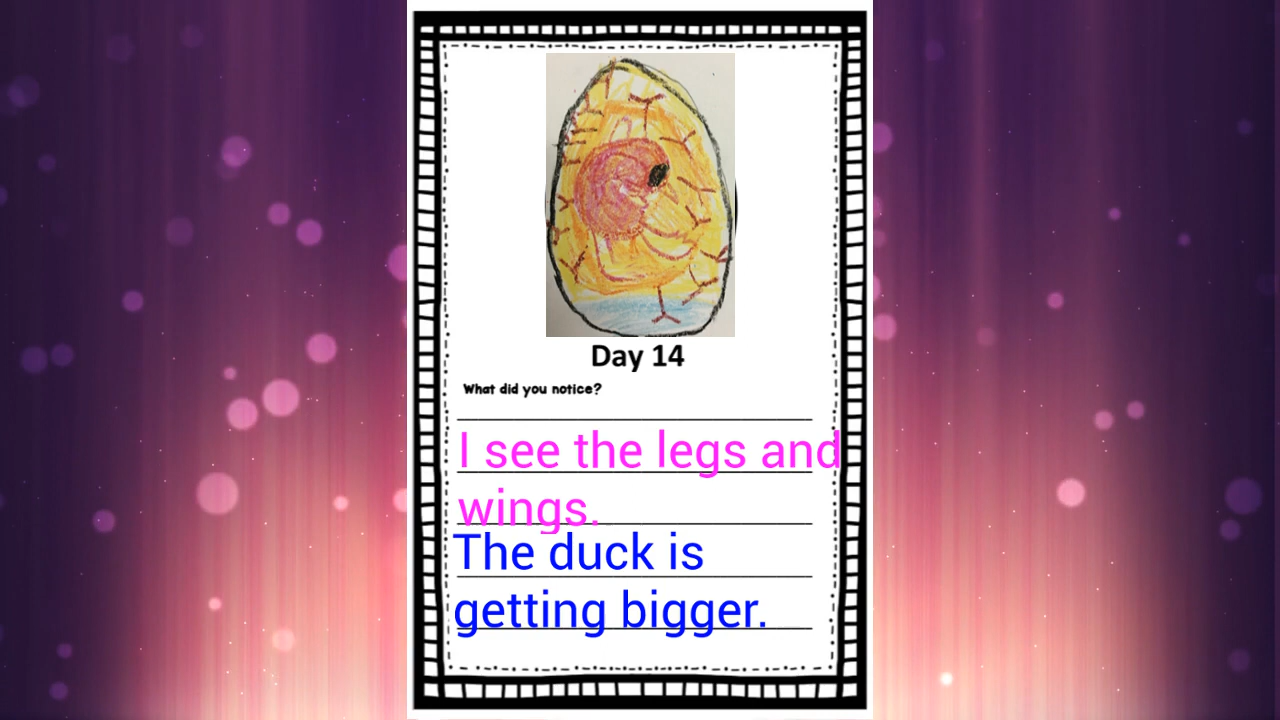 Day 14
What did you notice?
I see the legs and
wings.
The duck is
getting bigger.